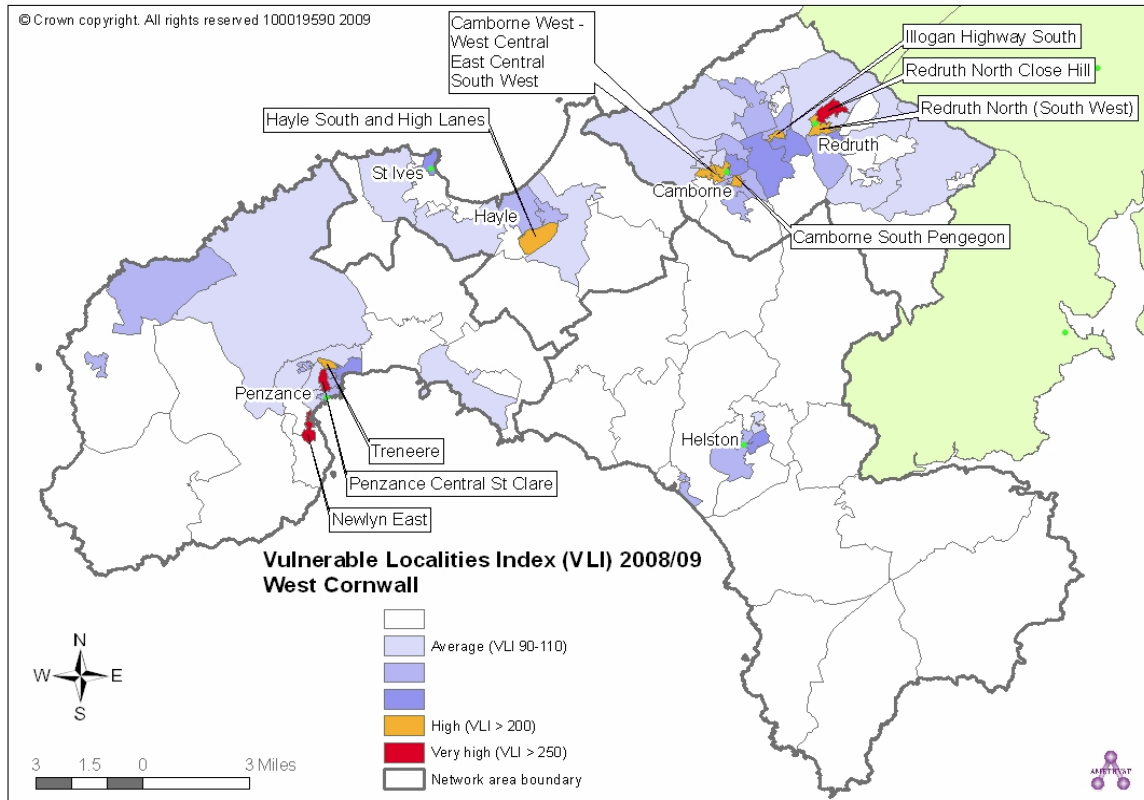 © Crown copyright. All rights reserved 100019590 2009
Camborne West -
West Central
East Central
South West
Illogan Highway South
Redruth North Close Hill
Redruth North (South West)
Hayle South and High Lanes
Redruth
St Ives
Camborne
Hayle
Camborne South Pengegon
Penzance
Helston
Treneere
Penzance Central St Clare
Newlyn East
Vulnerable Localities Index (VLI) 2008/09
West Cornwall
Average (VLI 90-110)
High (VLI > 200)
Very high (VLI > 250)
Network area boundary
N
W E
S
3 1.5 0 3 Miles
AMETHYST